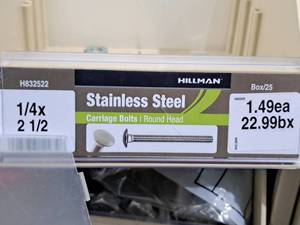 HILLMAN
H832522
Box/25
1/4x
2 1/2
Stainless Steel
Carriage Bolts | Round Head
1.49ea
22.99bx